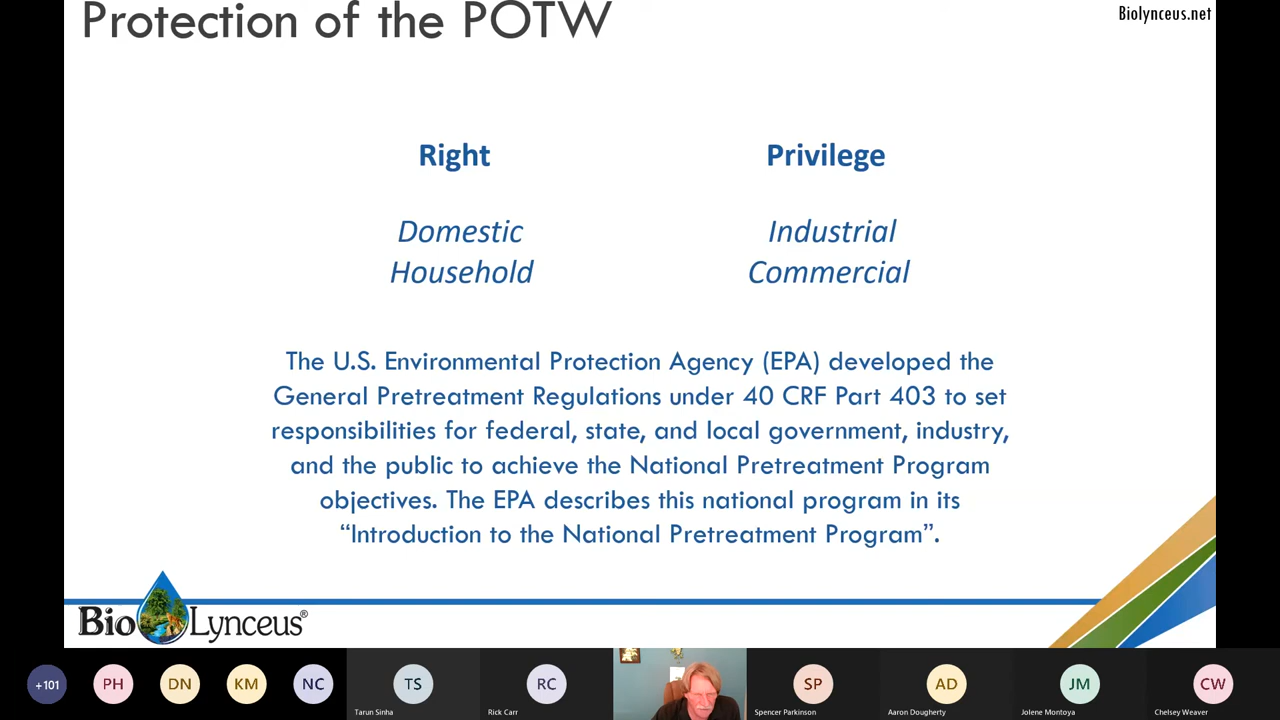 Protection of the POTW
Biolynceus.net
Right
Privilege
Domestic
Industrial
Household
Commercial
The U.S. Environmental Protection Agency (EPA) developed the
General Pretreatment Regulations under 40 CRF Part 403 to set
responsibilities for federal, state, and local government, industry,
and the public to achieve the National Pretreatment Program
objectives. The EPA describes this national program in its
“Introduction to the National Pretreatment Program”.
Bio Lynceus®
+101
PH
DN
KM
NC
TS
RC
SP
AD
JM
CW
Tarun Sinha
Rick Carr
Spencer Parkinson
Aaron Dougherty
Jolene Montoya
Chelsey Weaver